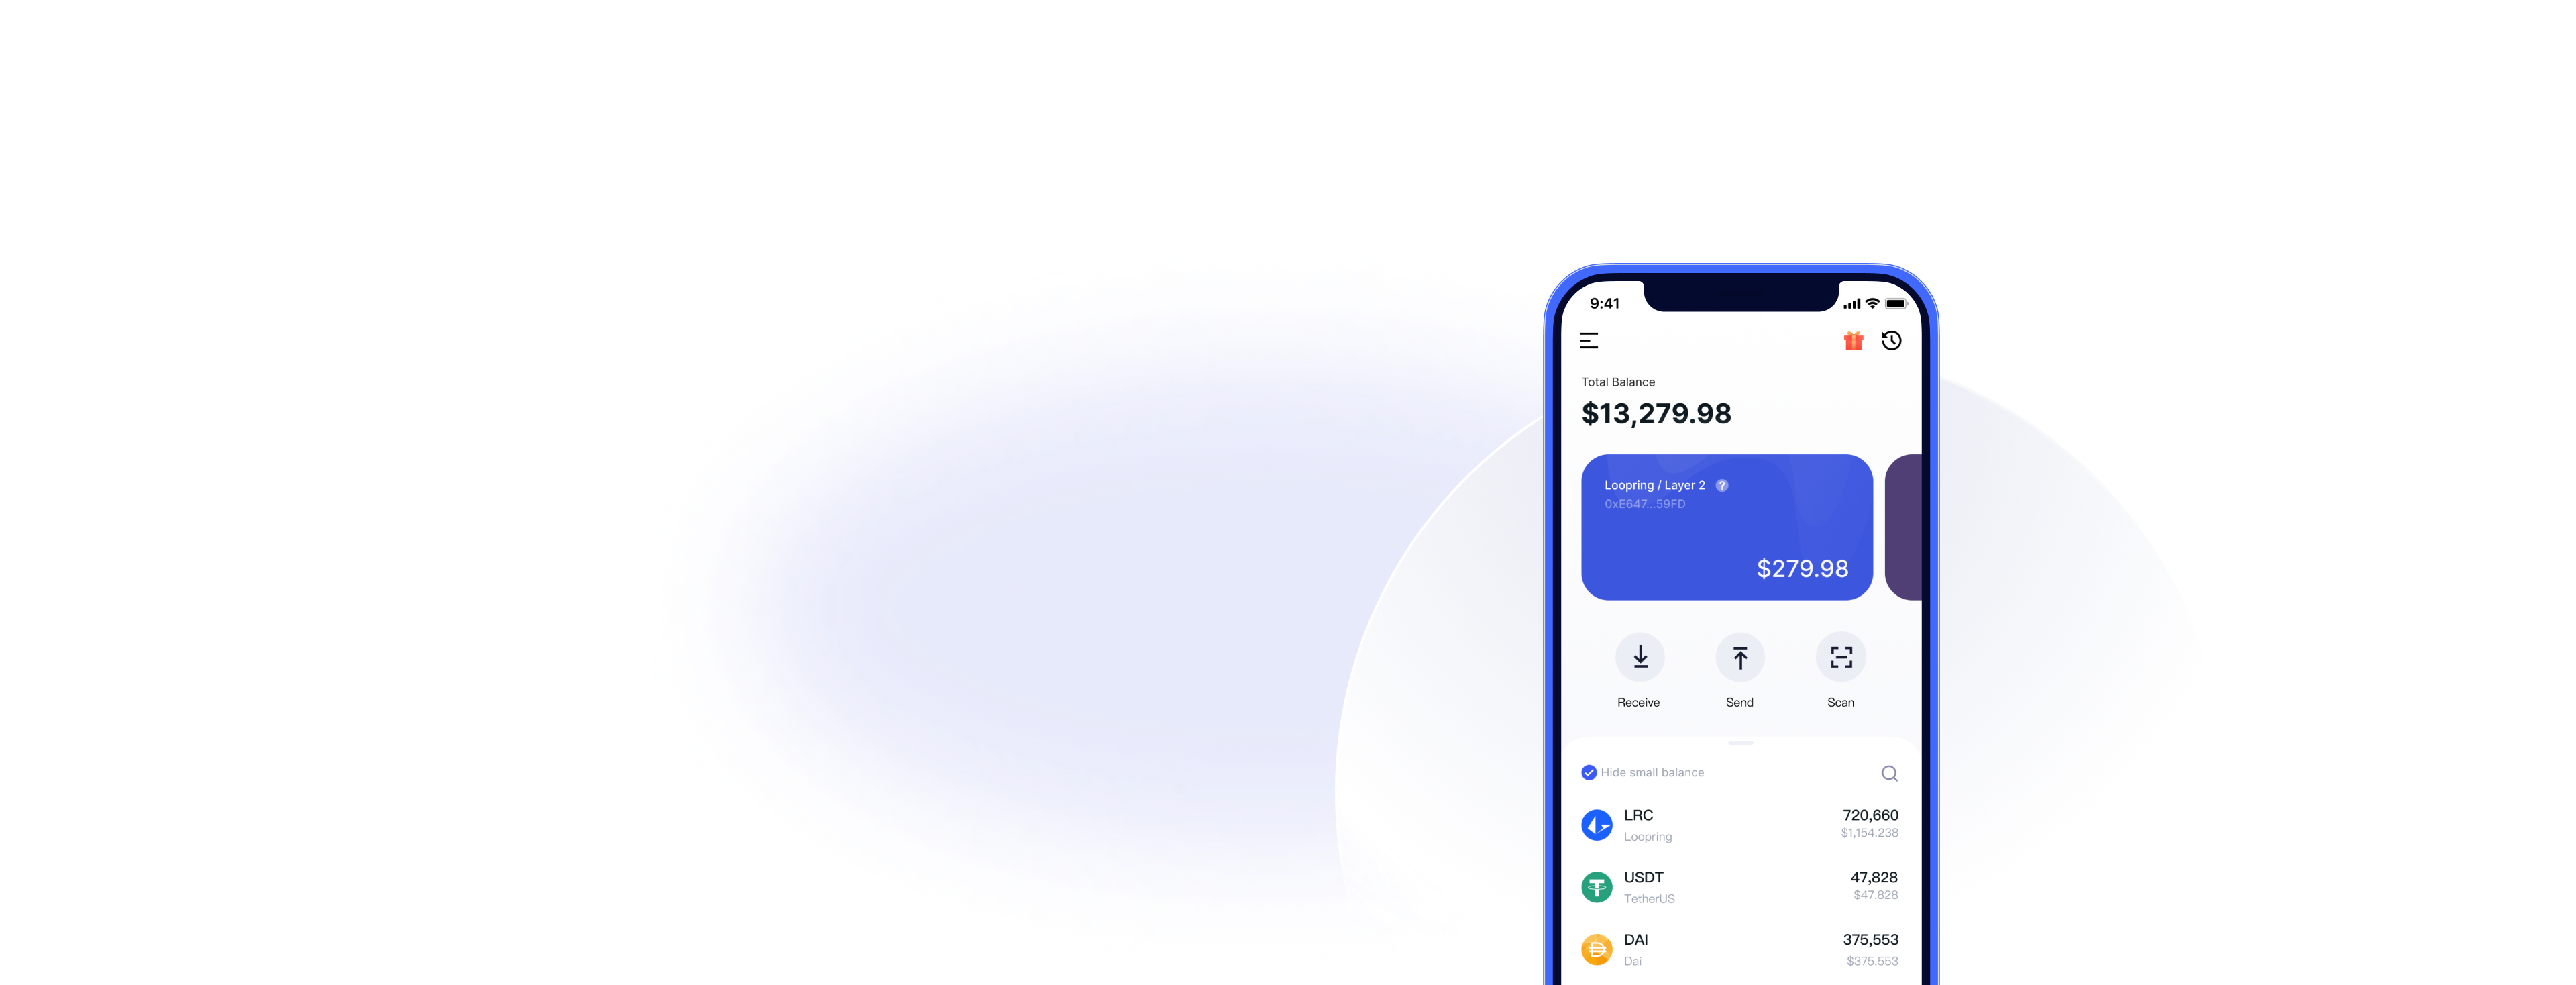 9:41
Total Balance
$13,279.98
Loopring / Layer 2 ?
0xE647...59FD
$279.98
Receive Send Scan
Hide small balance
LRC 720,660
Loopring $1,154.238
USDT 47,828
TetherUS $47.828
DAI 375,553
Dai $375.553